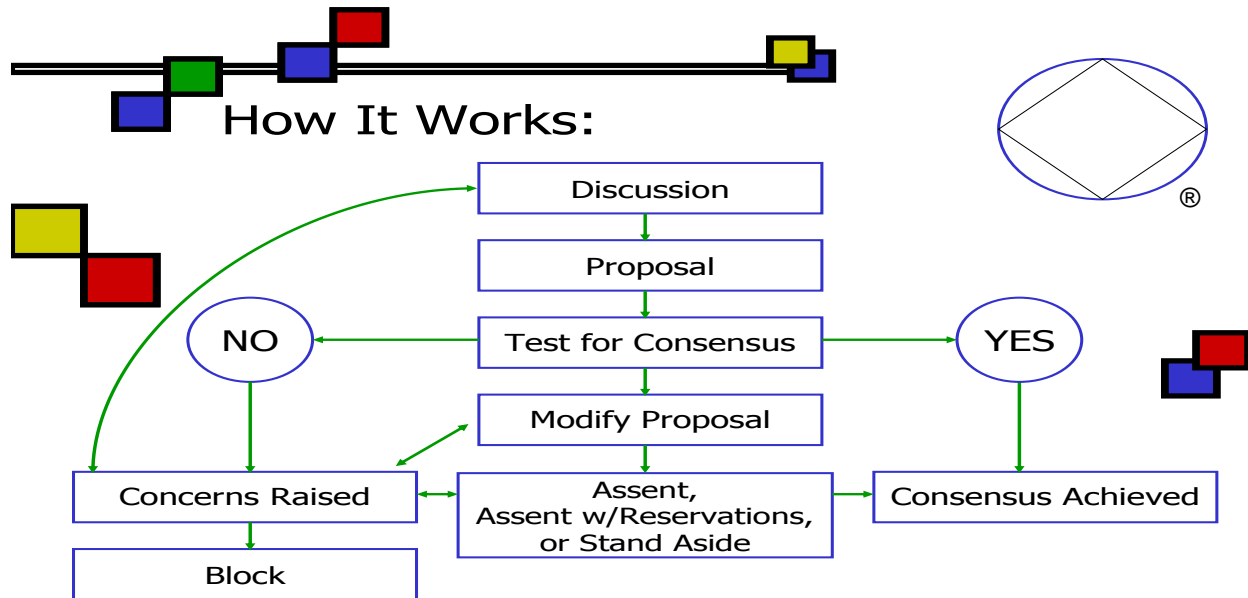 How It Works:
®
Discussion
Proposal
NO
Test for Consensus
YES
Modify Proposal
Concerns Raised
Assent,
Assent w/Reservations,
or Stand Aside
Consensus Achieved
Block